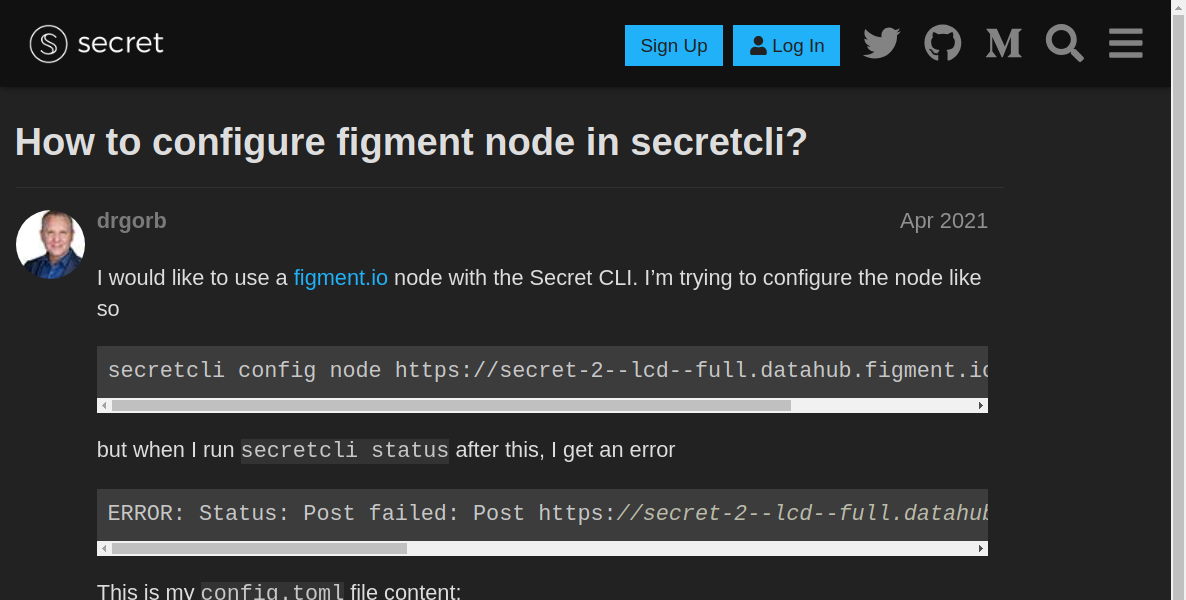 secret
Sign Up
Log In
How to configure figment node in secretcli?
drgorb
Apr 2021
I would like to use a figment.io node with the Secret CLI. I’m trying to configure the node like
so
secretcli config node https://secret-2--lcd--full.datahub.figment.io
but when I run secretcli status after this, I get an error
ERROR: Status: Post failed: Post https://secret-2--lcd--full.datahub
This is my config.toml file content: